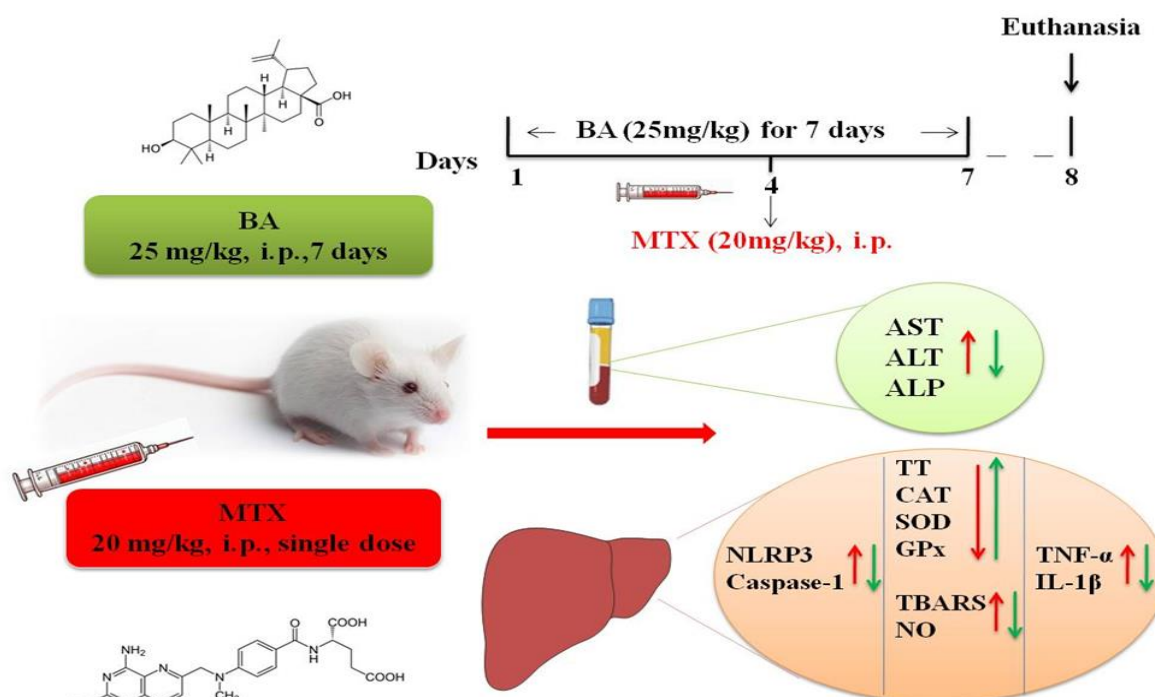 Euthanasia
BA (25mg/kg) for 7 days
Days
1
4
7
8
MTX (20mg/kg), i.p.
H
OH
H
O
H
HO
H
BA
25 mg/kg, i.p.,7 days
AST
ALT
ALP
MTX
20 mg/kg, i.p., single dose
NLRP3
Caspase-1
TT
CAT
SOD
GPx
TBARS
NO
TNF-α
IL-1β
O
COOH
N
H
COOH
NH₂
N
N
N
CH₃